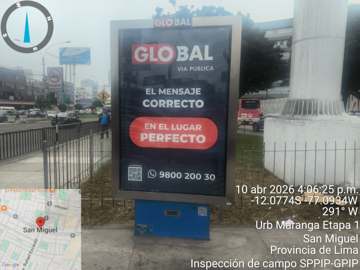 GLOBAL
GLOBAL
VIA PUBLICA
EL MENSAJE
CORRECTO
EN EL LUGAR
PERFECTO
9800 200 30
San Miguel
10 abr 2026 4:06:25 p.m.
-12.0774S -77.0934W
291° W
Urb Maranga Etapa 1
San Miguel
Provincia de Lima
Inspección de campo SPPIP-GPIP